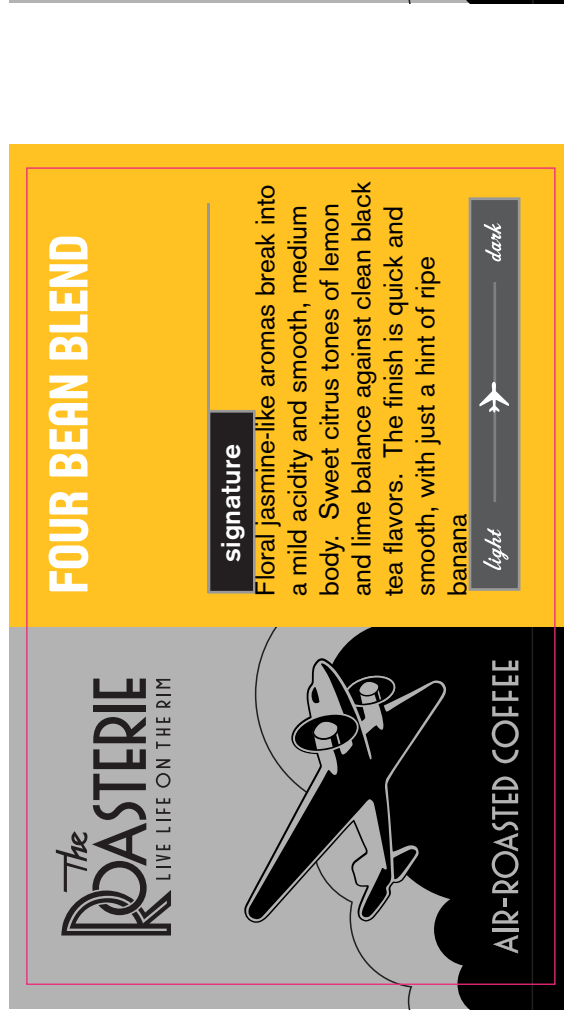 The
ROASTERIE
LIVE LIFE ON THE RIM
AIR-ROASTED COFFEE
FOUR BEAN BLEND
signature
Floral jasmine-like aromas break into
a mild acidity and smooth, medium
body.  Sweet citrus tones of lemon
and lime balance against clean black
tea flavors.  The finish is quick and
smooth, with just a hint of ripe
banana
light
dark